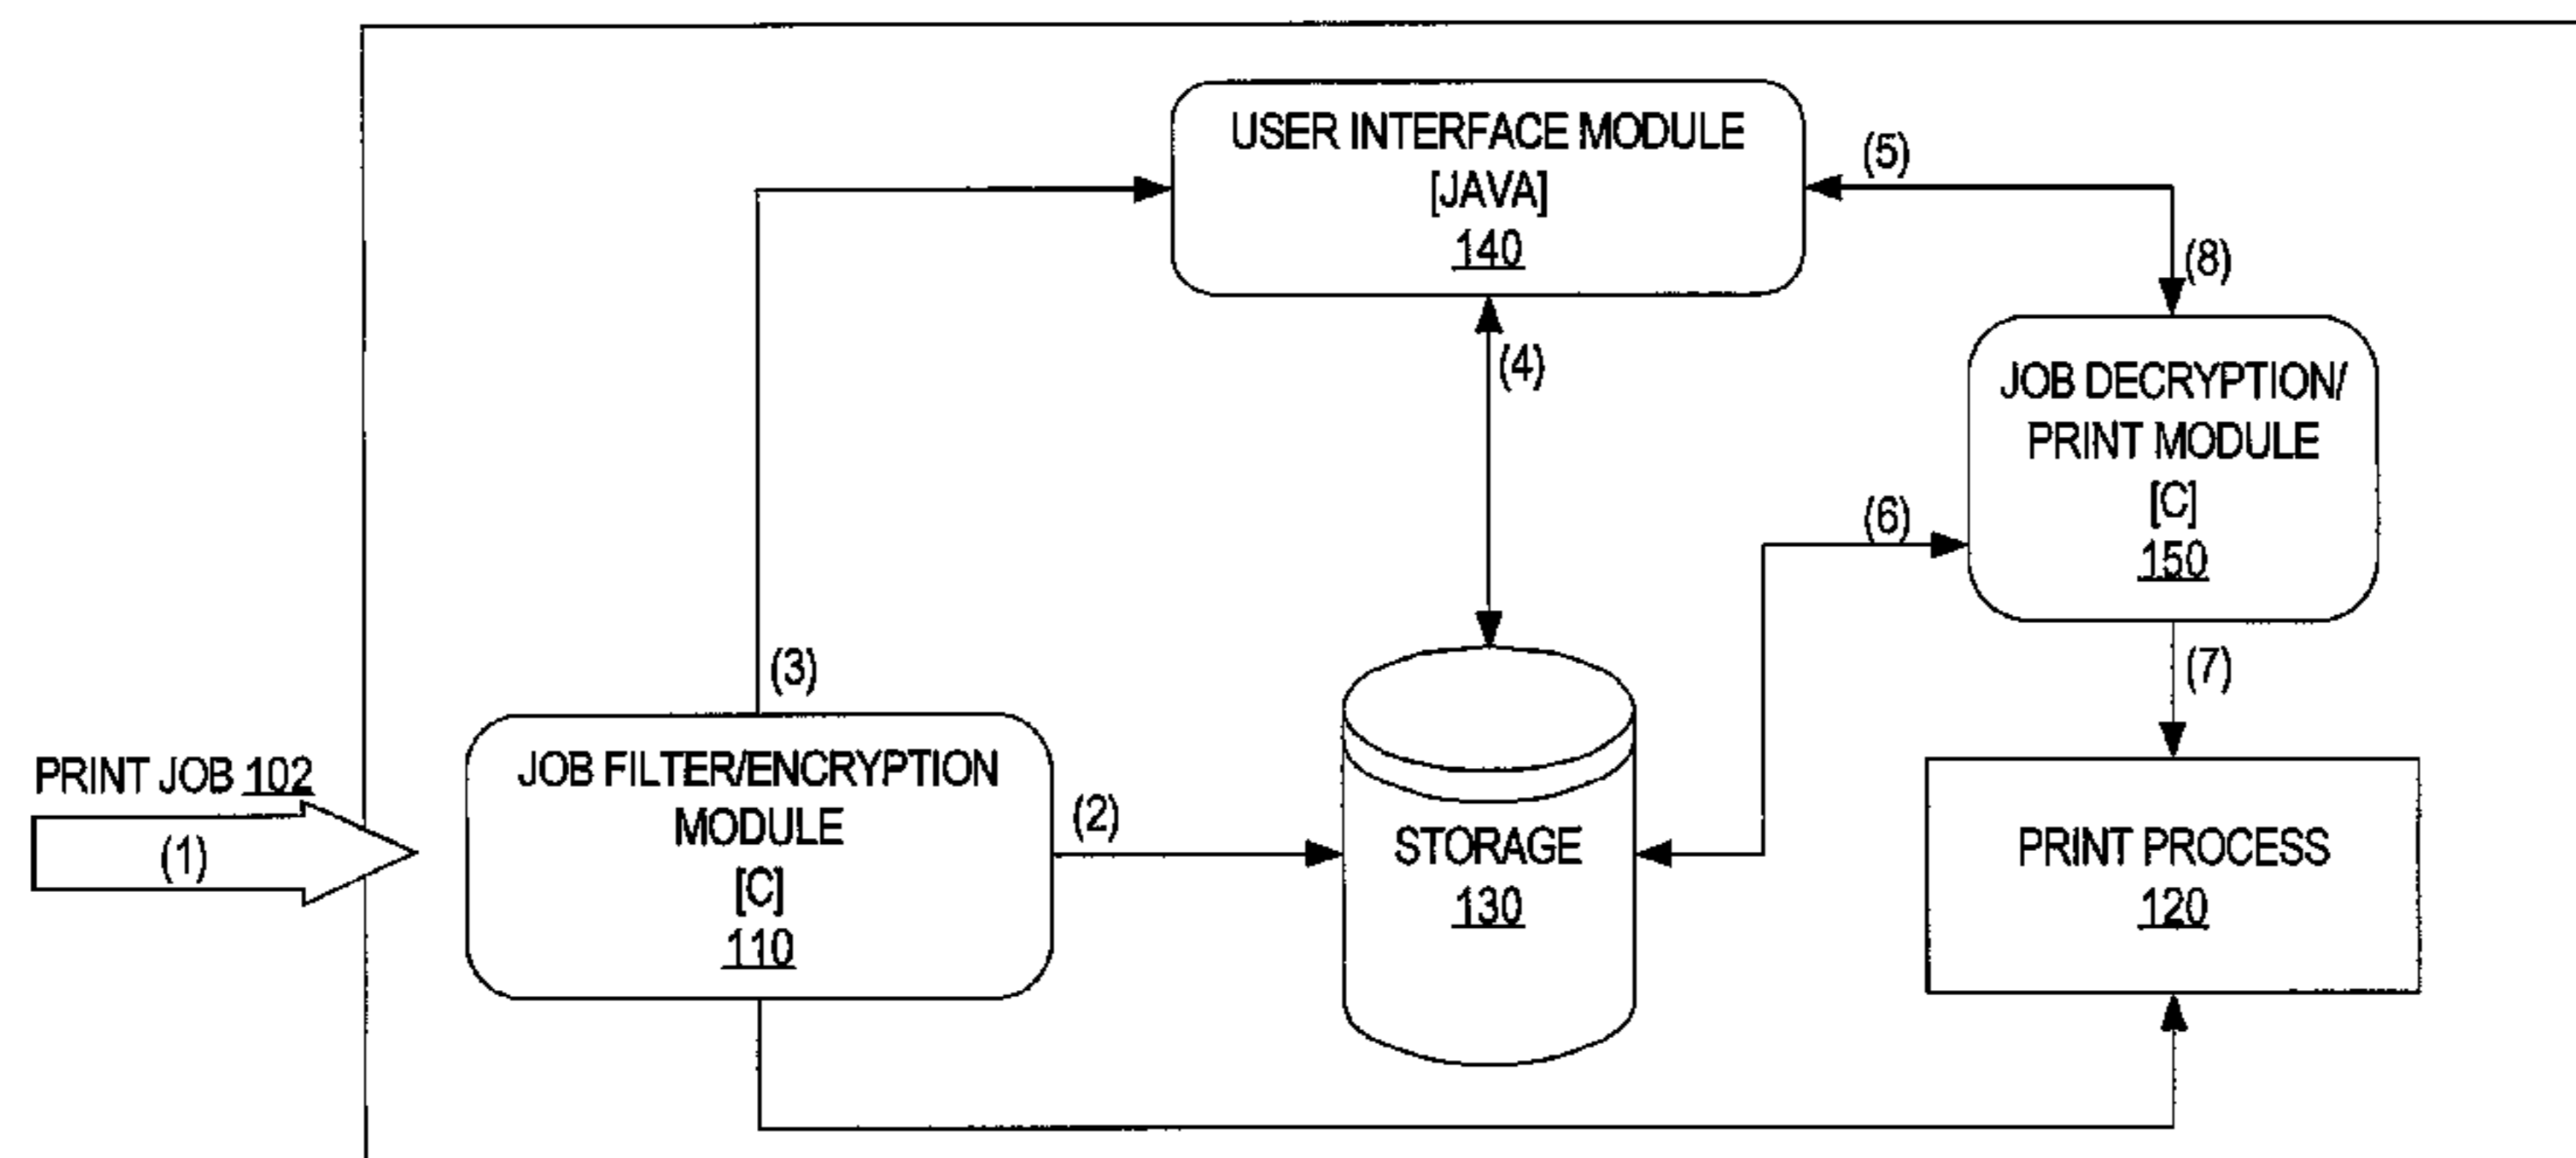 USER INTERFACE MODULE
[JAVA]
140
(5)
(8)
(4)
JOB DECRYPTION/
PRINT MODULE
[C]
150
(6)
(3)
(7)
PRINT JOB 102
(1)
JOB FILTER/ENCRYPTION
MODULE
[C]
110
(2)
STORAGE
130
PRINT PROCESS
120